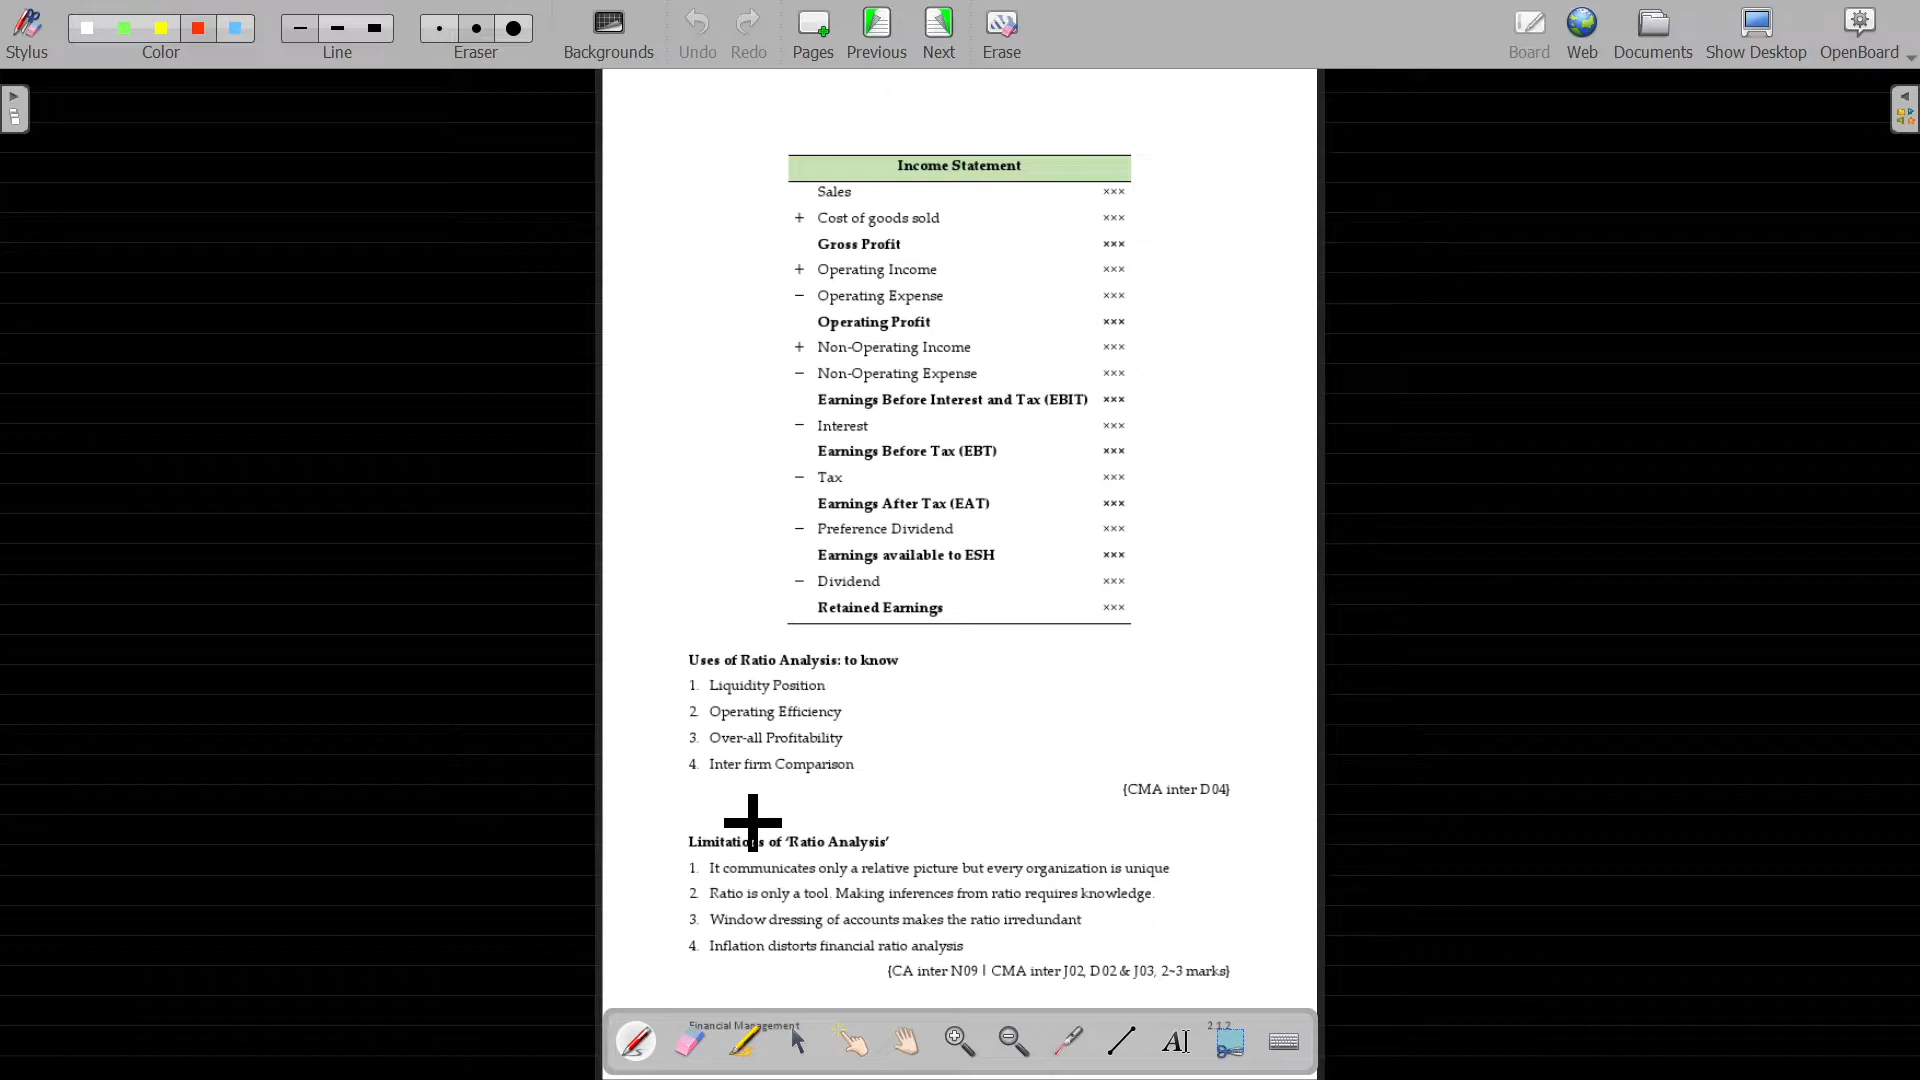 Stylus
Color
Line
Eraser
Backgrounds
Undo
Redo
Pages
Previous
Next
Erase
Board
Web
Documents
Show Desktop
OpenBoard
Income Statement
Sales ×××
+ Cost of goods sold ×××
Gross Profit ×××
+ Operating Income ×××
− Operating Expense ×××
Operating Profit ×××
+ Non-Operating Income ×××
− Non-Operating Expense ×××
Earnings Before Interest and Tax (EBIT) ×××
− Interest ×××
Earnings Before Tax (EBT) ×××
− Tax ×××
Earnings After Tax (EAT) ×××
− Preference Dividend ×××
Earnings available to ESH ×××
− Dividend ×××
Retained Earnings ×××
Uses of Ratio Analysis: to know
1. Liquidity Position
2. Operating Efficiency
3. Over-all Profitability
4. Inter firm Comparison
{CMA inter D04}
Limitations of ‘Ratio Analysis’
1. It communicates only a relative picture but every organization is unique
2. Ratio is only a tool. Making inferences from ratio requires knowledge.
3. Window dressing of accounts makes the ratio irredundant
4. Inflation distorts financial ratio analysis
{CA inter N09 | CMA inter J02, D02 & J03, 2~3 marks}
Financial Management 2.1.2